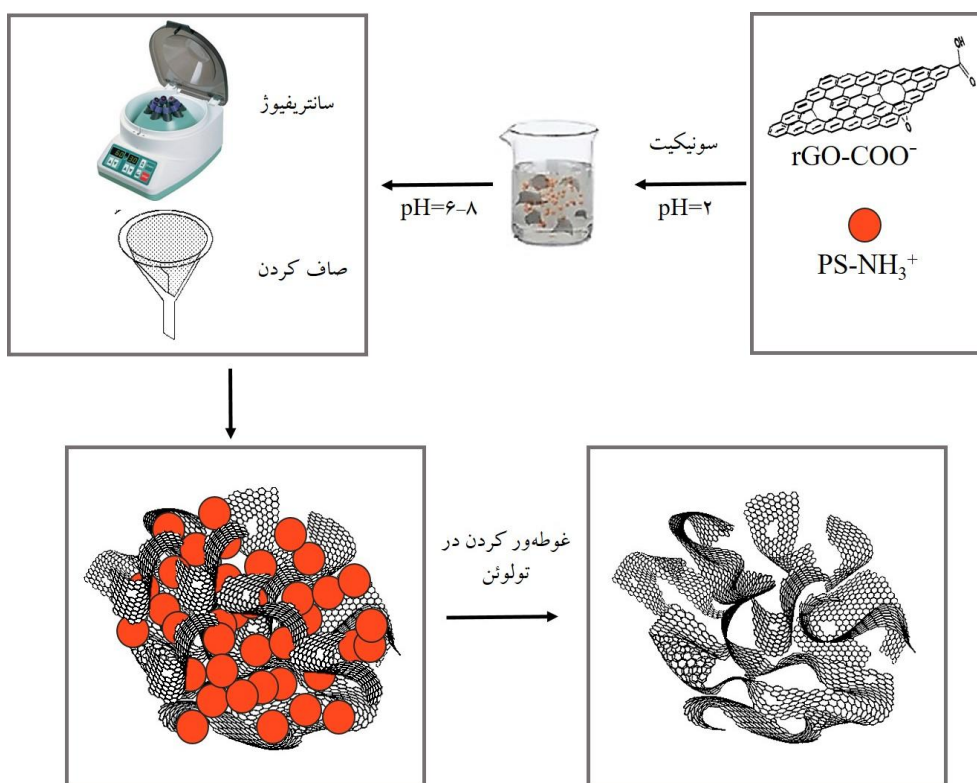 سانتریفیوژ
صاف کردن
سونیکیت
pH=۲
pH=۶-۸
rGO-COO⁻
PS-NH₃⁺
غوطه‌ور کردن در
تولوئن